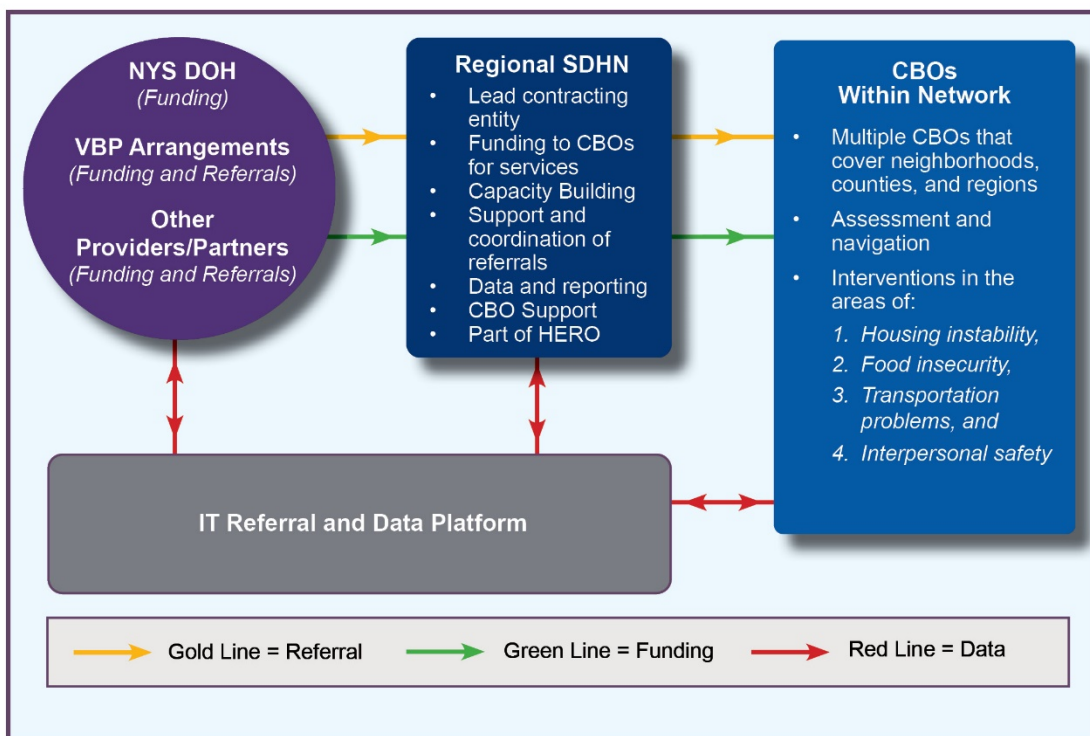 NYS DOH
(Funding)
VBP Arrangements
(Funding and Referrals)
Other
Providers/Partners
(Funding and Referrals)
Regional SDHN
• Lead contracting
entity
• Funding to CBOs
for services
• Capacity Building
• Support and
coordination of
referrals
• Data and reporting
• CBO Support
• Part of HERO
CBOs
Within Network
• Multiple CBOs that
cover neighborhoods,
counties, and regions
• Assessment and
navigation
• Interventions in the
areas of:
1. Housing instability,
2. Food insecurity,
3. Transportation
problems, and
4. Interpersonal safety
IT Referral and Data Platform
Gold Line = Referral
Green Line = Funding
Red Line = Data